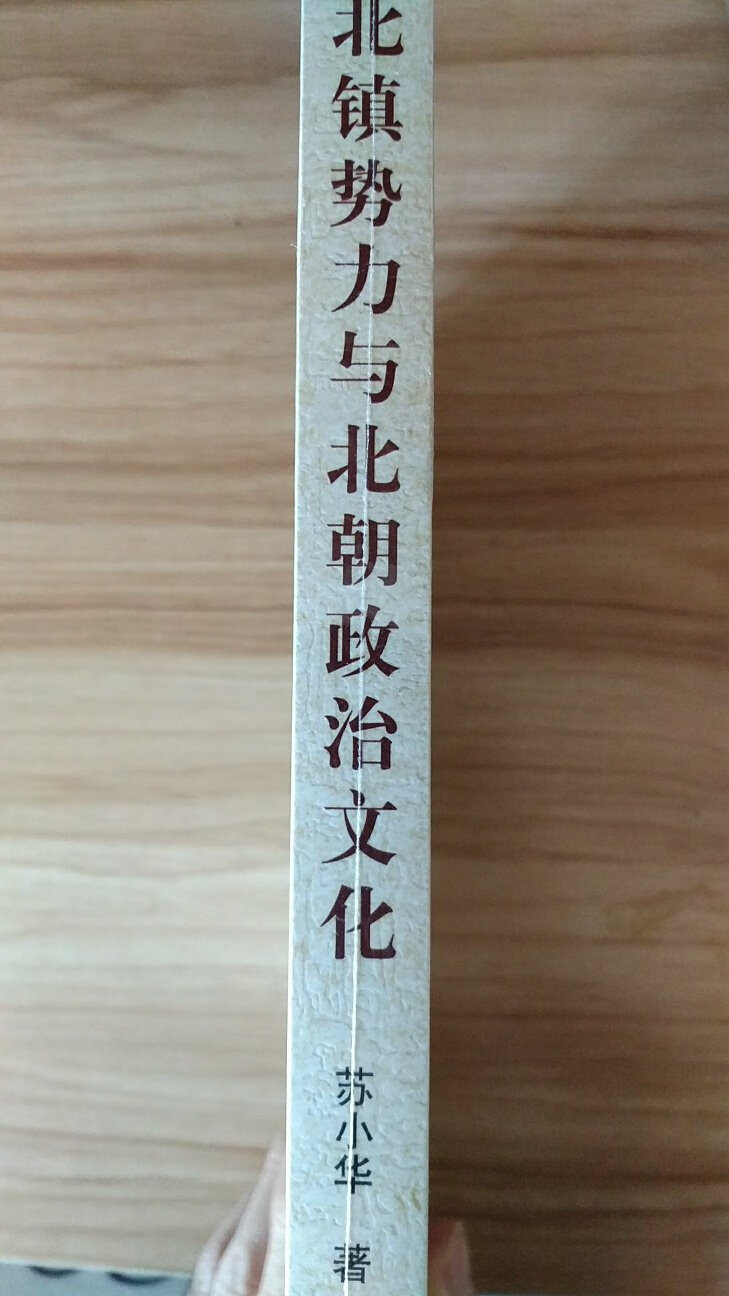 北镇势力与北朝政治文化
苏小华 著